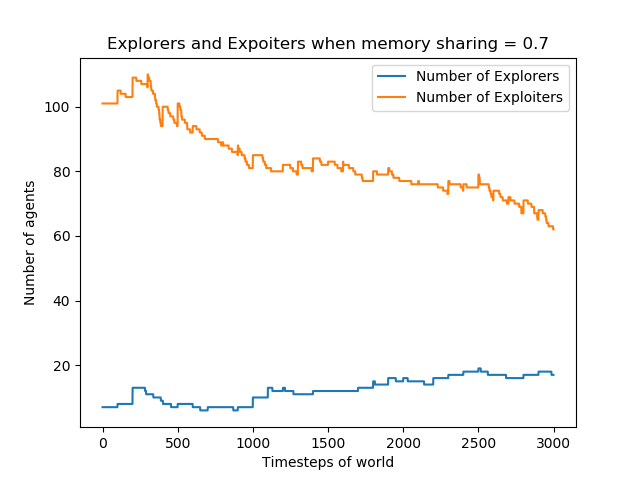 Explorers and Expoiters when memory sharing = 0.7
Number of Explorers
Number of Exploiters
Number of agents
100
80
60
40
20
0 500 1000 1500 2000 2500 3000
Timesteps of world